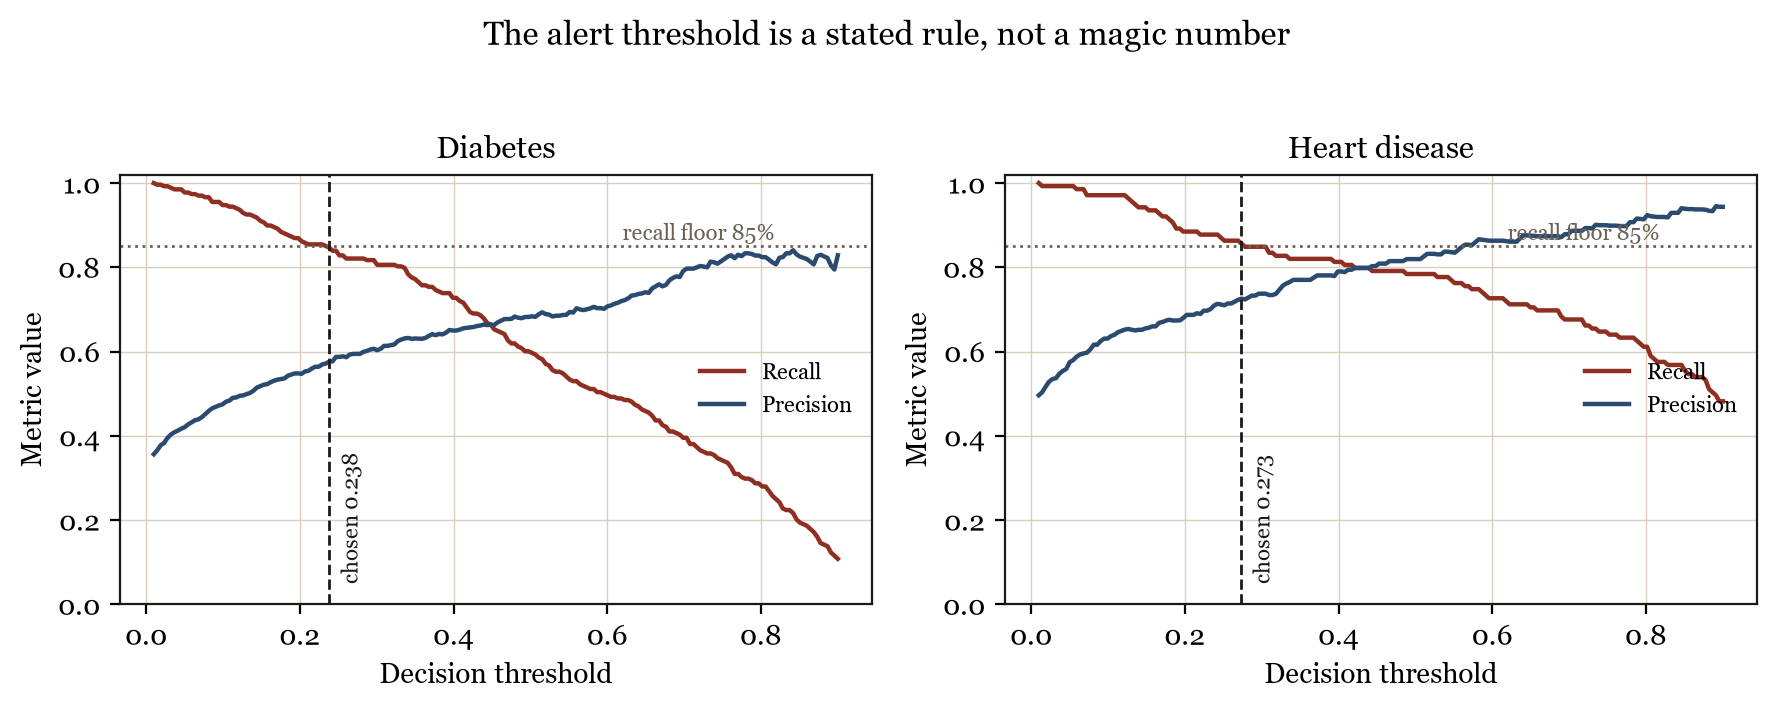 The alert threshold is a stated rule, not a magic number
Diabetes
Metric value
1.0
0.8
0.6
0.4
0.2
0.0
recall floor 85%
Recall
Precision
chosen 0.238
0.0 0.2 0.4 0.6 0.8
Decision threshold
Heart disease
Metric value
1.0
0.8
0.6
0.4
0.2
0.0
recall floor 85%
Recall
Precision
chosen 0.273
0.0 0.2 0.4 0.6 0.8
Decision threshold